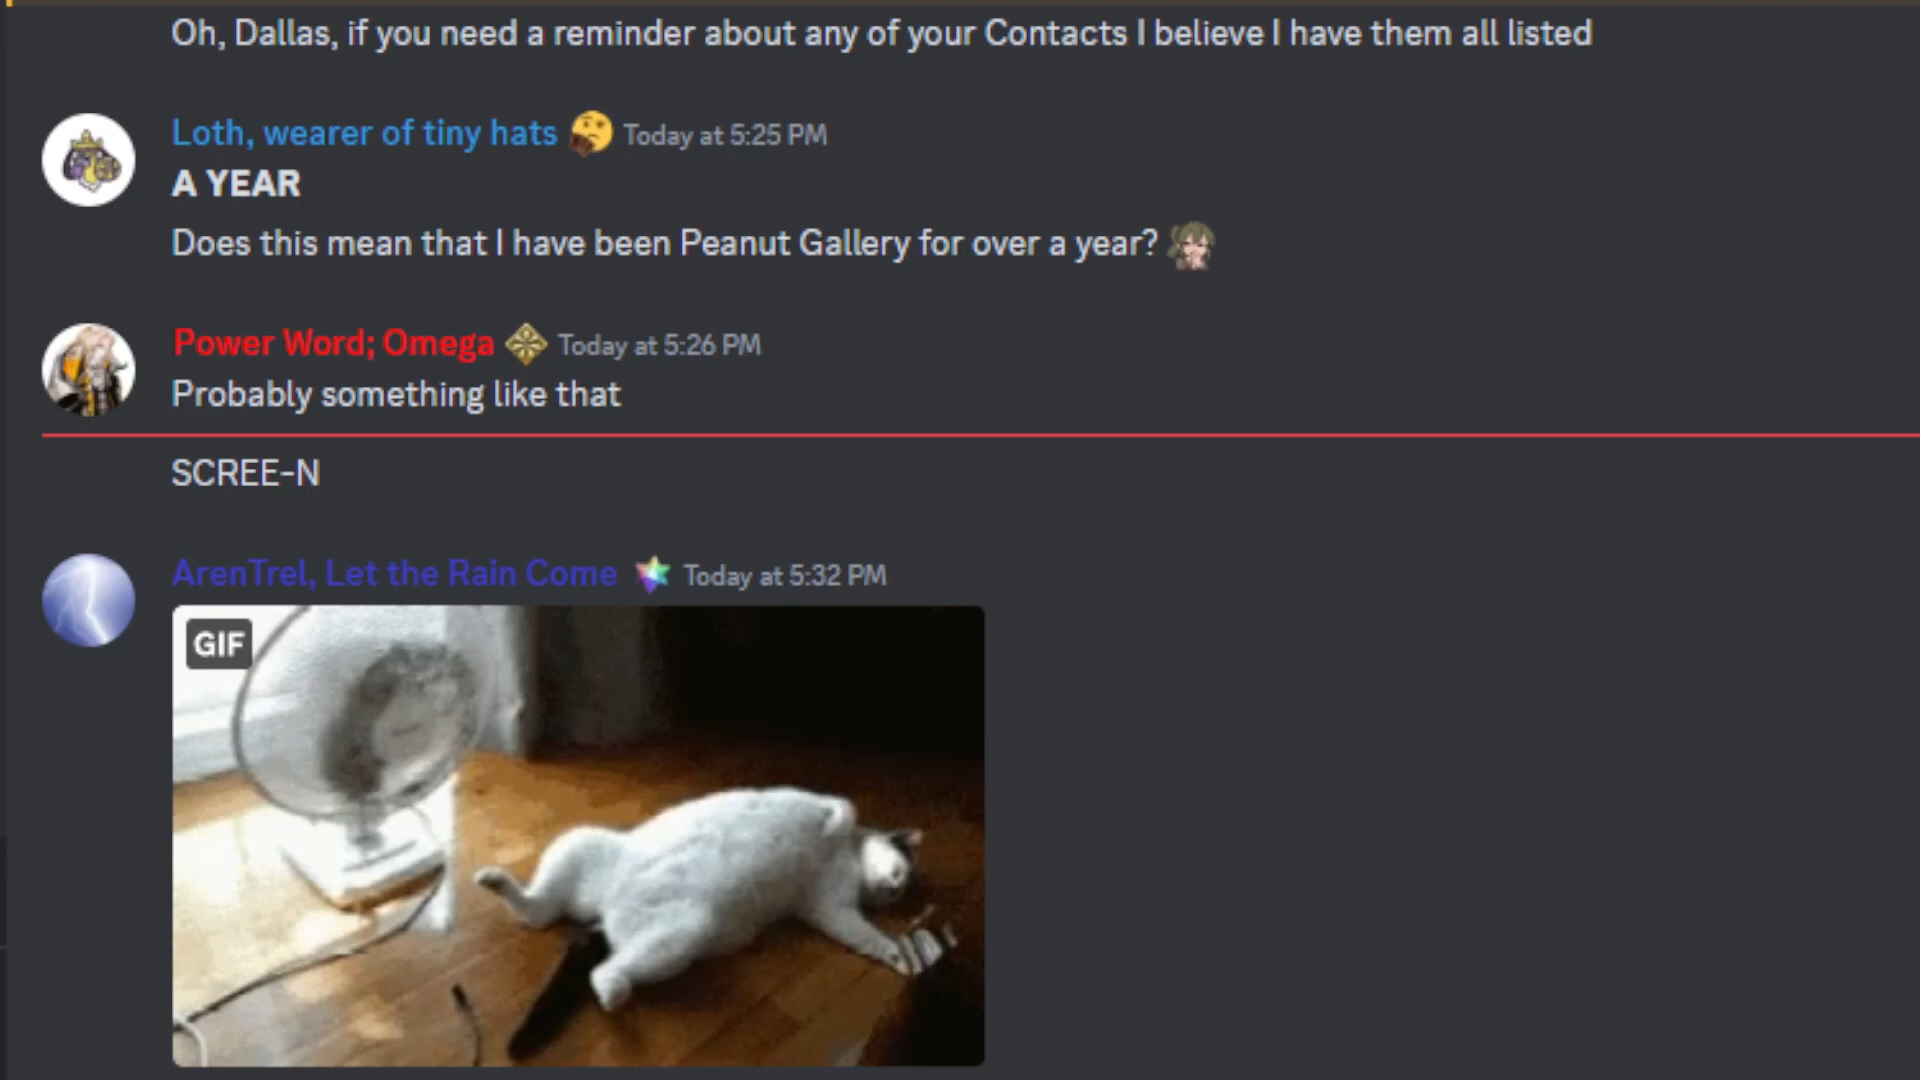 Oh, Dallas, if you need a reminder about any of your Contacts I believe I have them all listed
Loth, wearer of tiny hats Today at 5:25 PM
A YEAR
Does this mean that I have been Peanut Gallery for over a year?
Power Word; Omega Today at 5:26 PM
Probably something like that
SCREE-N
ArenTrel, Let the Rain Come Today at 5:32 PM
GIF